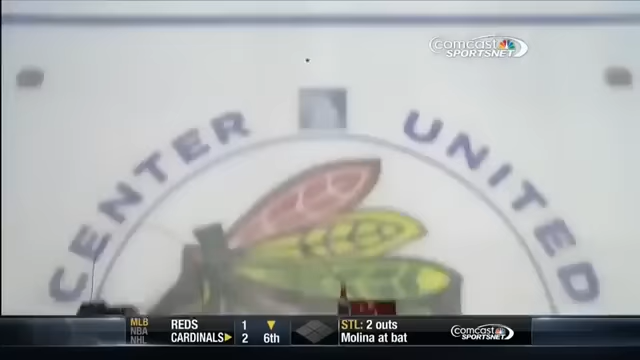 comcast
SPORTSNET
CENTER UNITED
MLB REDS 1 6th STL: 2 outs
NBA
NHL CARDINALS 2 Molina at bat
comcast
SPORTSNET